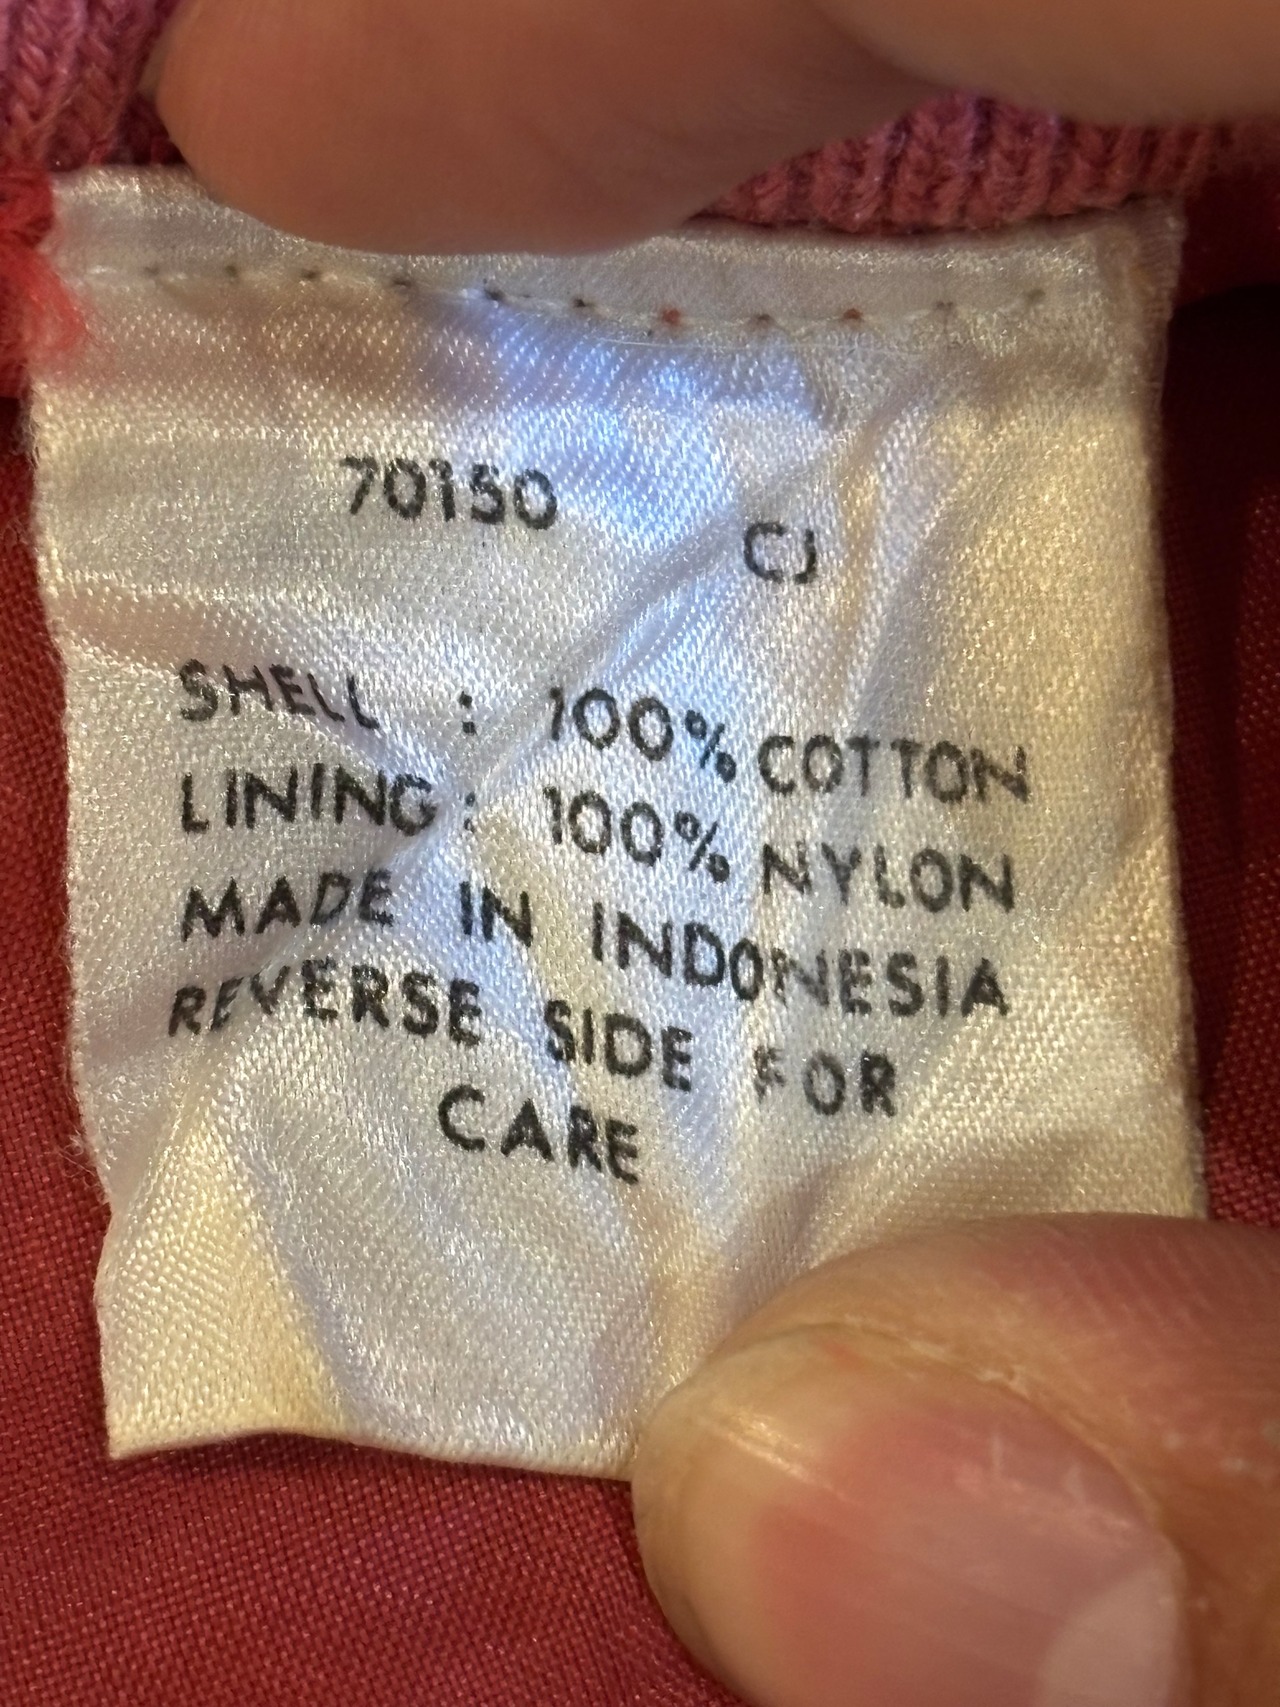 70150
CJ
SHELL : 100% COTTON
LINING : 100% NYLON
MADE IN INDONESIA
REVERSE SIDE FOR
CARE